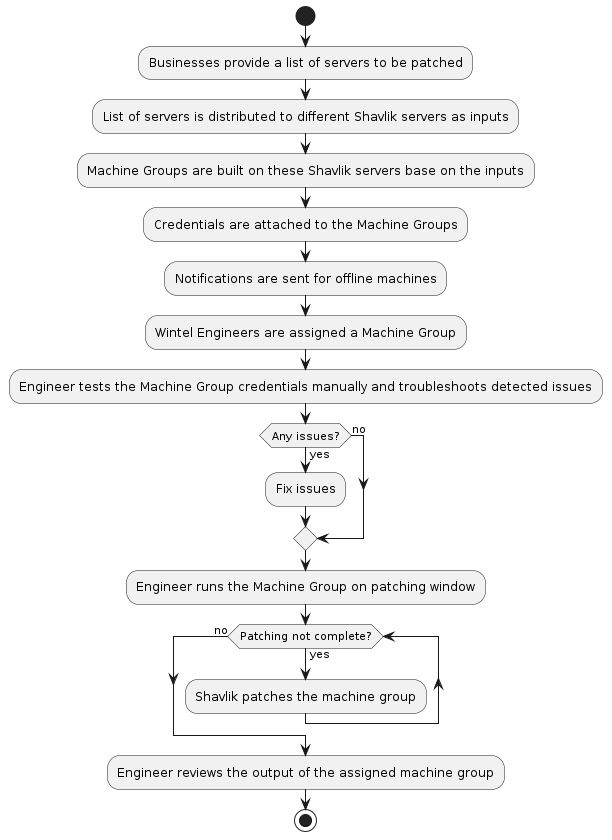 Businesses provide a list of servers to be patched
List of servers is distributed to different Shavlik servers as inputs
Machine Groups are built on these Shavlik servers base on the inputs
Credentials are attached to the Machine Groups
Notifications are sent for offline machines
Wintel Engineers are assigned a Machine Group
Engineer tests the Machine Group credentials manually and troubleshoots detected issues
Any issues?
no
yes
Fix issues
Engineer runs the Machine Group on patching window
no
Patching not complete?
yes
Shavlik patches the machine group
Engineer reviews the output of the assigned machine group